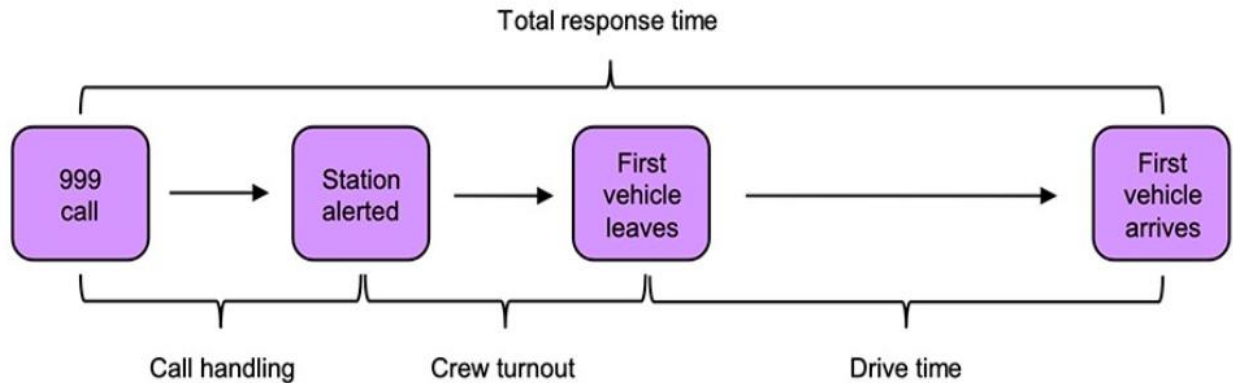 Total response time
999
call
Station
alerted
First
vehicle
leaves
First
vehicle
arrives
Call handling
Crew turnout
Drive time